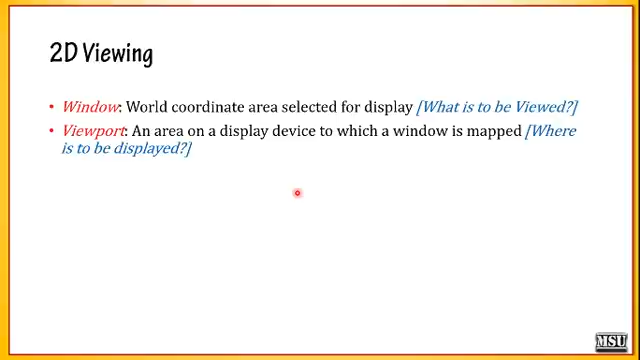 2D Viewing
• Window: World coordinate area selected for display [What is to be Viewed?]
• Viewport: An area on a display device to which a window is mapped [Where
is to be displayed?]
MSU